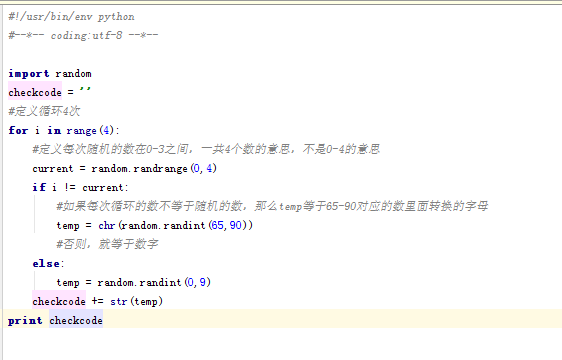 #!/usr/bin/env python
#--*-- coding:utf-8 --*--
import random
checkcode = ''
#定义循环4次
for i in range(4):
#定义每次随机的数在0-3之间，一共4个数的意思，不是0-4的意思
current = random.randrange(0,4)
if i != current:
#如果每次循环的数不等于随机的数，那么temp等于65-90对应的数里面转换的字母
temp = chr(random.randint(65,90))
#否则，就等于数字
else:
temp = random.randint(0,9)
checkcode += str(temp)
print checkcode